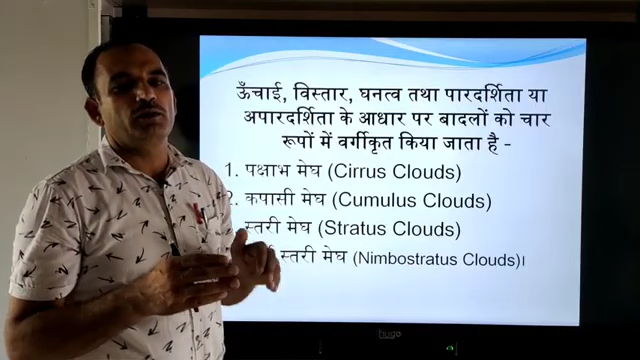 ऊँचाई, विस्तार, घनत्व तथा पारदर्शिता या
अपारदर्शिता के आधार पर बादलों को चार
रूपों में वर्गीकृत किया जाता है -
1. पक्षाभ मेघ (Cirrus Clouds)
2. कपासी मेघ (Cumulus Clouds)
स्तरी मेघ (Stratus Clouds)
स्तरी मेघ (Nimbostratus Clouds)।
hugo